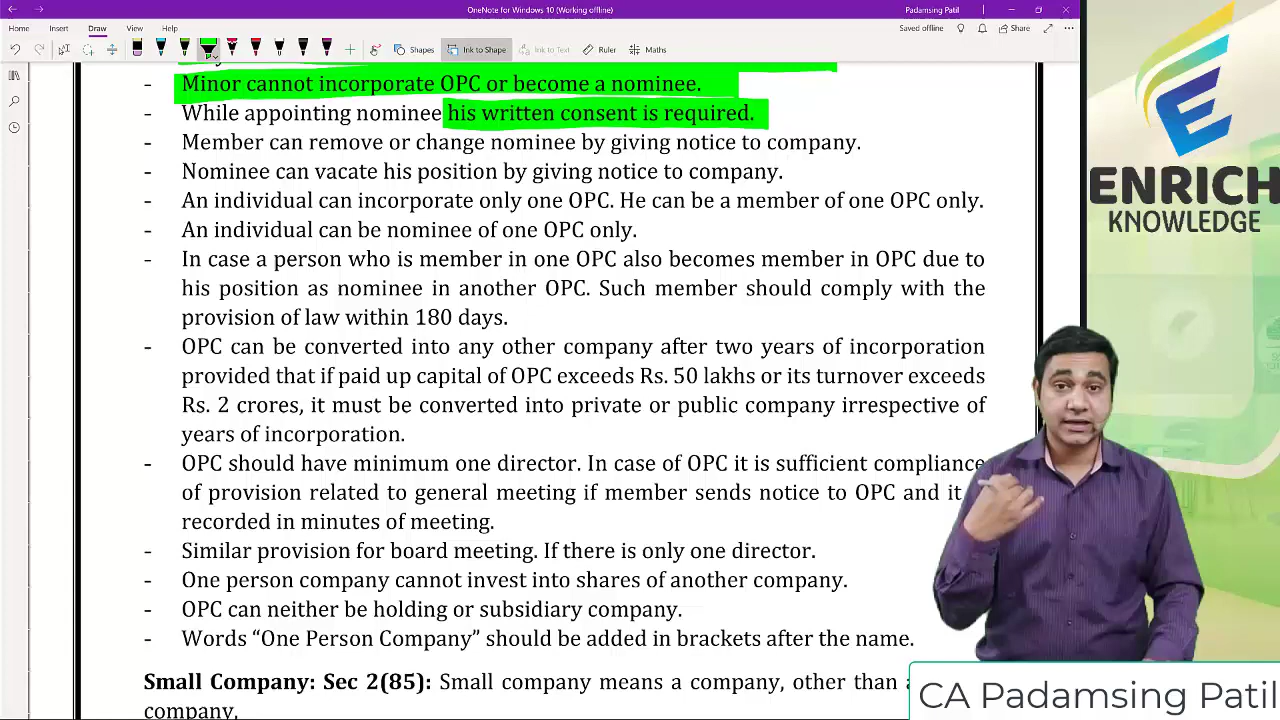 OneNote for Windows 10 (Working offline)
Padamsing Patil
Home Insert Draw View Help
Saved offline
Share
Shapes
Ink to Shape
Ink to Text
Ruler
Maths
- Minor cannot incorporate OPC or become a nominee.
- While appointing nominee his written consent is required.
- Member can remove or change nominee by giving notice to company.
- Nominee can vacate his position by giving notice to company.
- An individual can incorporate only one OPC. He can be a member of one OPC only.
- An individual can be nominee of one OPC only.
- In case a person who is member in one OPC also becomes member in OPC due to
his position as nominee in another OPC. Such member should comply with the
provision of law within 180 days.
- OPC can be converted into any other company after two years of incorporation
provided that if paid up capital of OPC exceeds Rs. 50 lakhs or its turnover exceeds
Rs. 2 crores, it must be converted into private or public company irrespective of
years of incorporation.
- OPC should have minimum one director. In case of OPC it is sufficient compliance
of provision related to general meeting if member sends notice to OPC and it
recorded in minutes of meeting.
- Similar provision for board meeting. If there is only one director.
- One person company cannot invest into shares of another company.
- OPC can neither be holding or subsidiary company.
- Words “One Person Company” should be added in brackets after the name.
Small Company: Sec 2(85): Small company means a company, other than
company.
ENRICH
KNOWLEDGE
CA Padamsing Patil